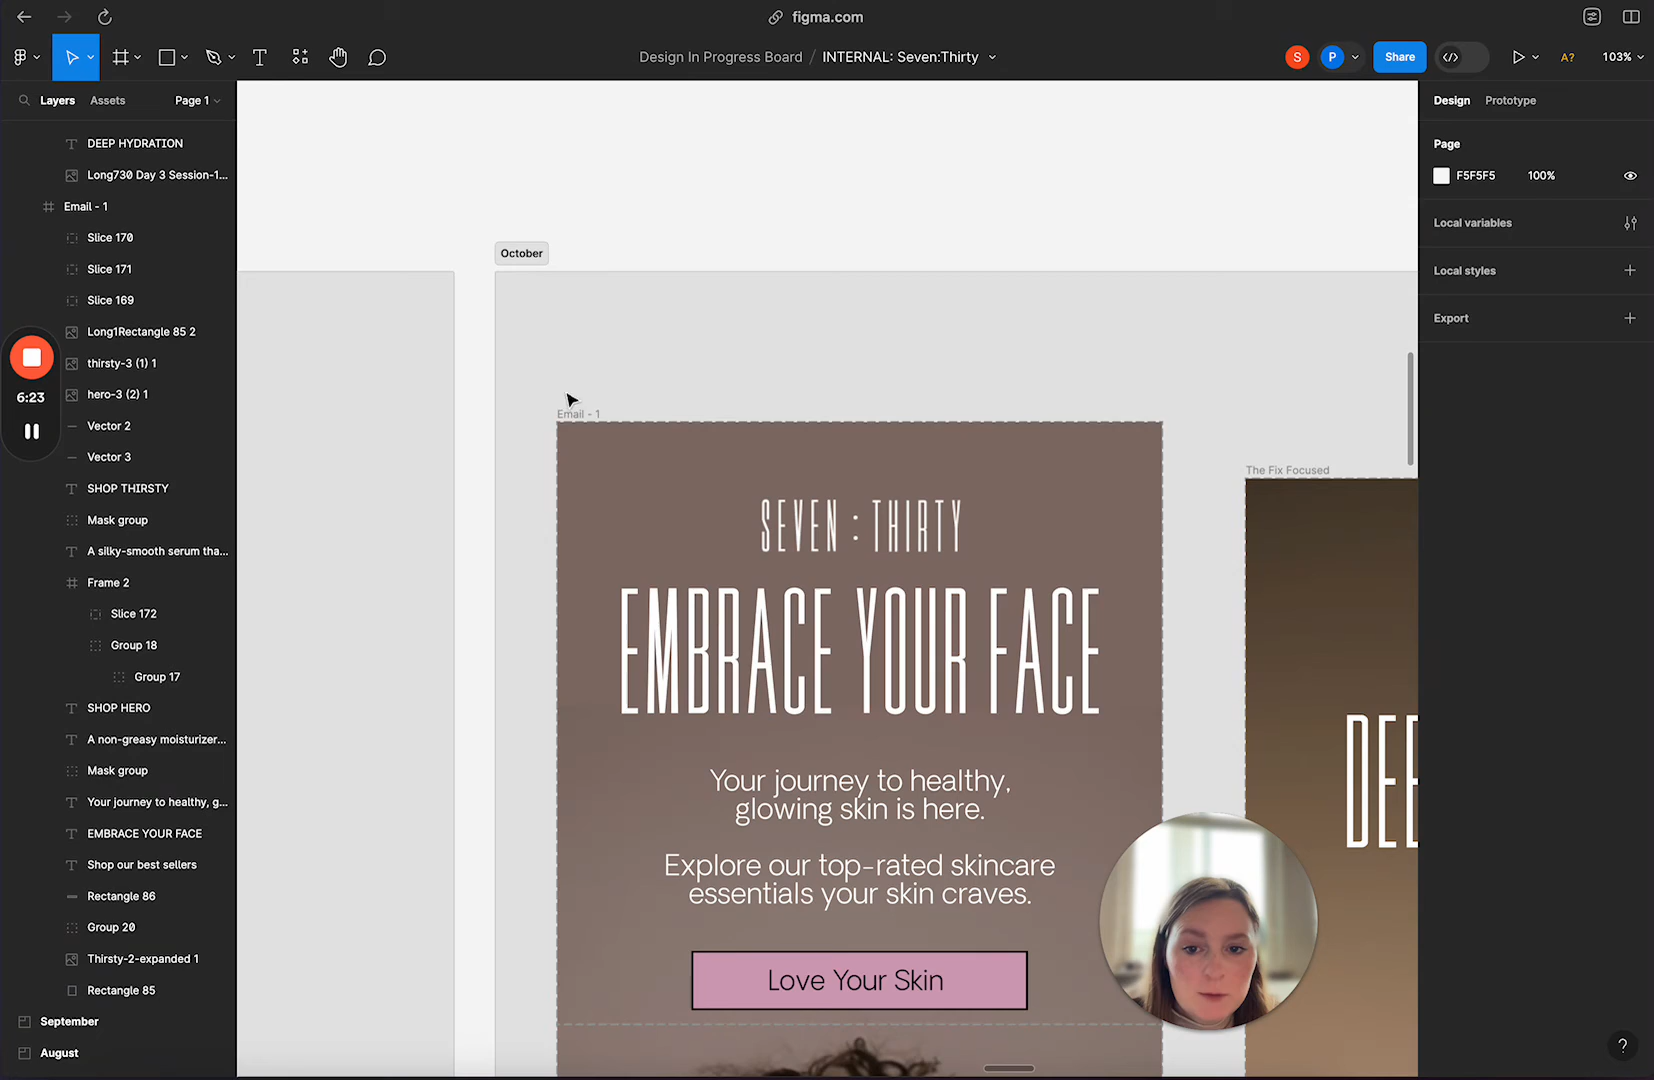 figma.com
Design In Progress Board / INTERNAL: Seven:Thirty
S
P
Share
A?
103%
Layers
Assets
Page 1
DEEP HYDRATION
Long730 Day 3 Session-1...
Email - 1
Slice 170
Slice 171
Slice 169
Long1Rectangle 85 2
thirsty-3 (1) 1
hero-3 (2) 1
Vector 2
Vector 3
SHOP THIRSTY
Mask group
A silky-smooth serum tha...
Frame 2
Slice 172
Group 18
Group 17
SHOP HERO
A non-greasy moisturizer...
Mask group
Your journey to healthy, g...
EMBRACE YOUR FACE
Shop our best sellers
Rectangle 86
Group 20
Thirsty-2-expanded 1
Rectangle 85
September
August
6:23
October
Email - 1
SEVEN : THIRTY
EMBRACE YOUR FACE
Your journey to healthy,
glowing skin is here.
Explore our top-rated skincare
essentials your skin craves.
Love Your Skin
The Fix Focused
DEE
Design
Prototype
Page
F5F5F5
100%
Local variables
Local styles
Export
?